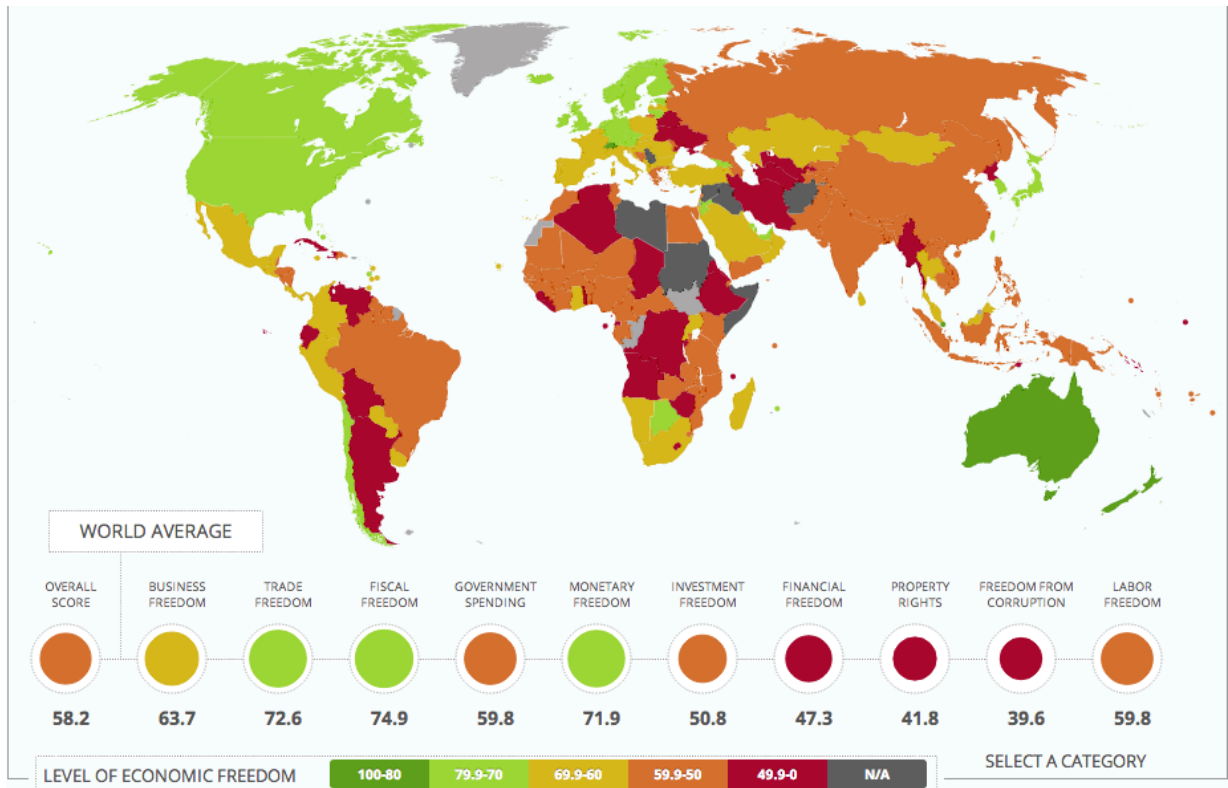 WORLD AVERAGE
OVERALL
SCORE
BUSINESS
FREEDOM
TRADE
FREEDOM
FISCAL
FREEDOM
GOVERNMENT
SPENDING
MONETARY
FREEDOM
INVESTMENT
FREEDOM
FINANCIAL
FREEDOM
PROPERTY
RIGHTS
FREEDOM FROM
CORRUPTION
LABOR
FREEDOM
58.2 63.7 72.6 74.9 59.8 71.9 50.8 47.3 41.8 39.6 59.8
SELECT A CATEGORY
LEVEL OF ECONOMIC FREEDOM 100-80 79.9-70 69.9-60 59.9-50 49.9-0 N/A